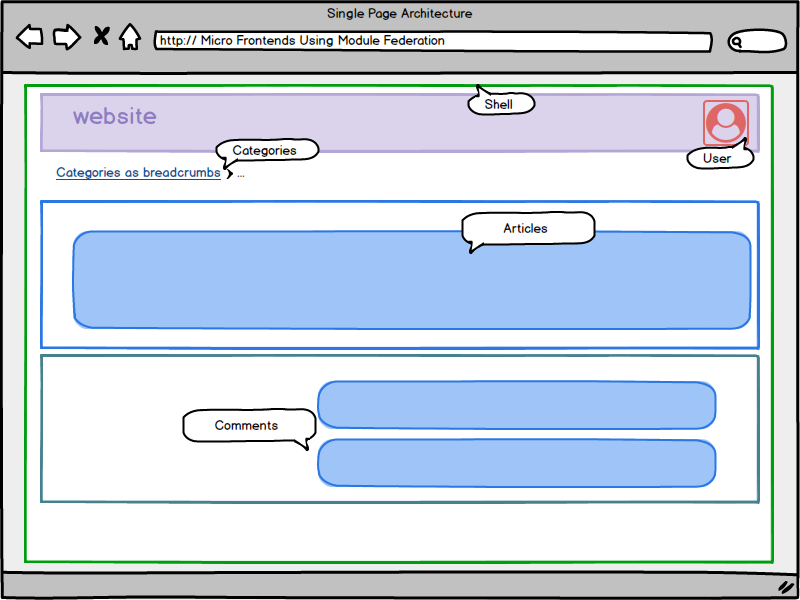 Single Page Architecture
http:// Micro Frontends Using Module Federation
Shell
website
User
Categories
Categories as breadcrumbs ...
Articles
Comments